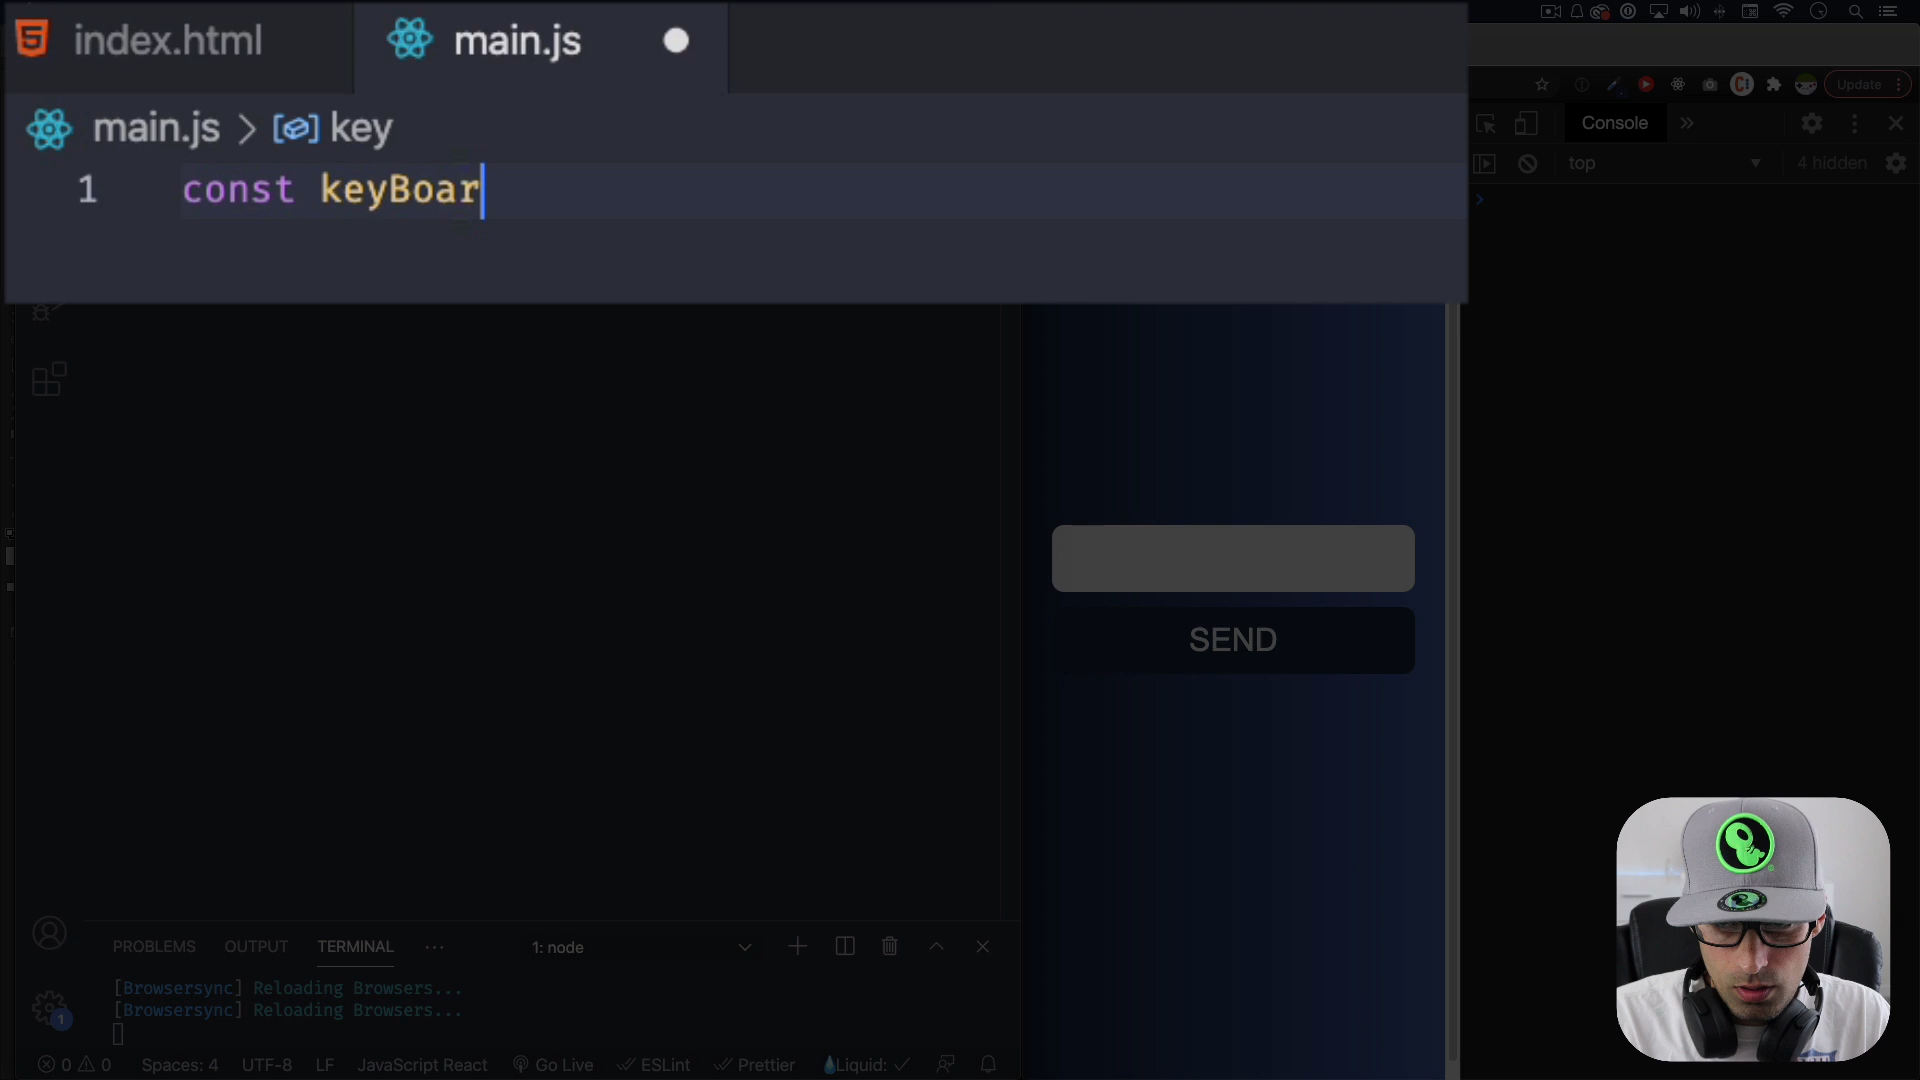 index.html
main.js
Update
main.js > key
Console
1 const keyBoar
top
4 hidden
SEND
PROBLEMS OUTPUT TERMINAL ... 1: node
[Browsersync] Reloading Browsers...
[Browsersync] Reloading Browsers...
1
0 0 Spaces: 4 UTF-8 LF JavaScript React Go Live ESLint Prettier Liquid: